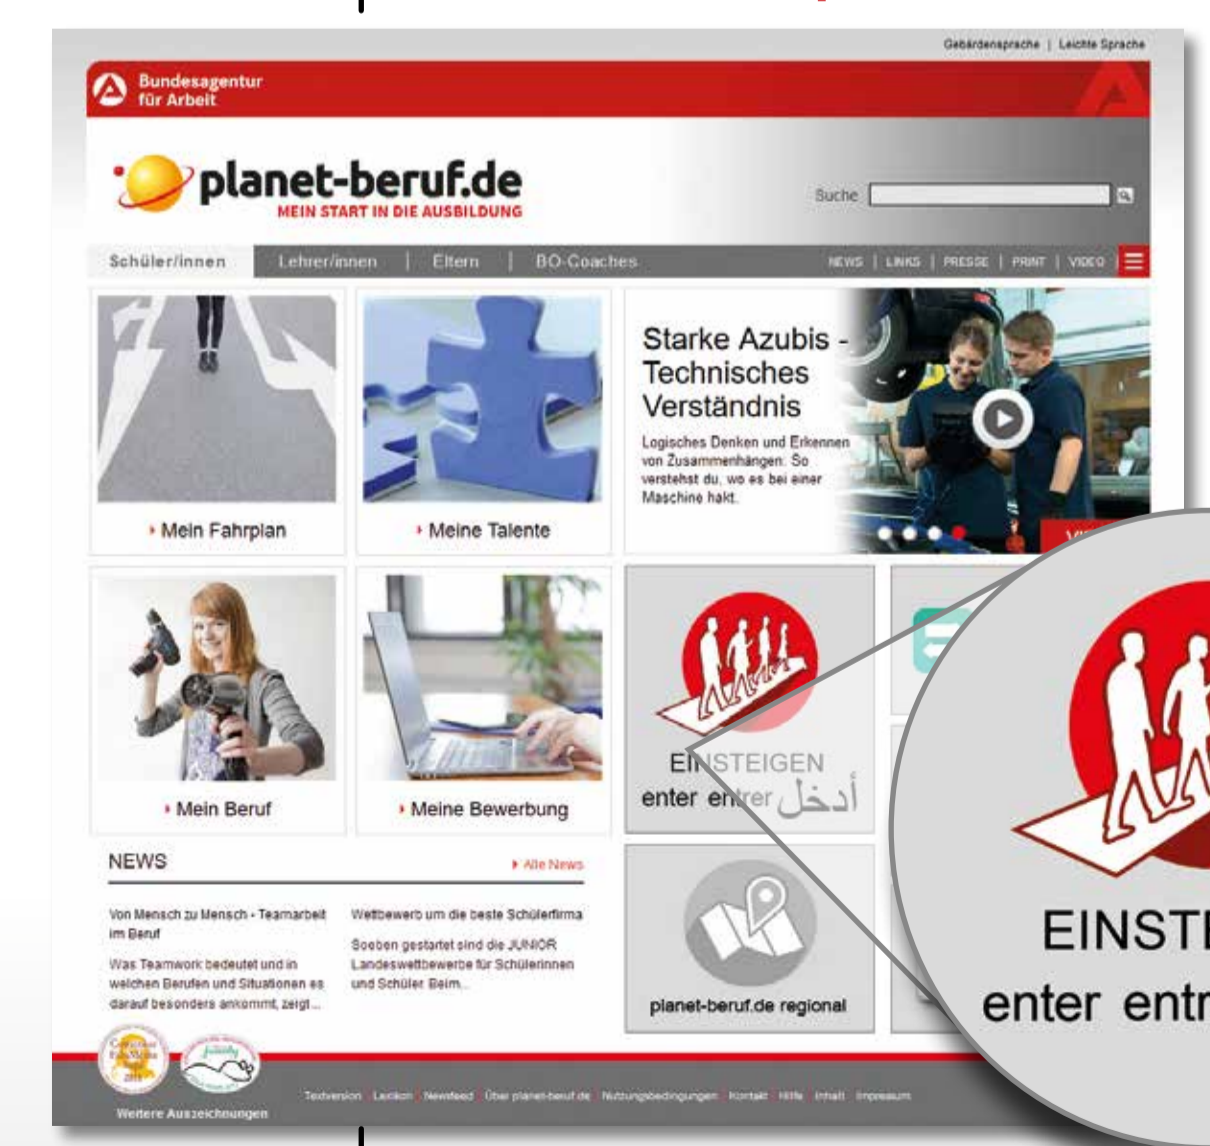 Gebärdensprache | Leichte Sprache
Bundesagentur
für Arbeit
planet-beruf.de
MEIN START IN DIE AUSBILDUNG
Suche
Schüler/innen Lehrer/innen | Eltern | BO-Coaches
NEWS | LINKS | PRESSE | PRINT | VIDEO
Starke Azubis -
Technisches
Verständnis
Logisches Denken und Erkennen
von Zusammenhängen: So
verstehst du, wo es bei einer
Maschine hakt.
Mein Fahrplan
Meine Talente
Mein Beruf
Meine Bewerbung
EINSTEIGEN
enter entrer أدخل
NEWS
Alle News
Von Mensch zu Mensch - Teamarbeit
im Beruf
Was Teamwork bedeutet und in
welchen Berufen und Situationen es
darauf besonders ankommt, zeigt ...
Wettbewerb um die beste Schülerfirma
Soeben gestartet sind die JUNIOR
Landeswettbewerbe für Schülerinnen
und Schüler. Beim...
planet-beruf.de regional
EINSTE
enter entr
Weitere Auszeichnungen
Textversion Lexikon Newsfeed Über planet-beruf.de Nutzungsbedingungen Kontakt Hilfe Inhalt Impressum